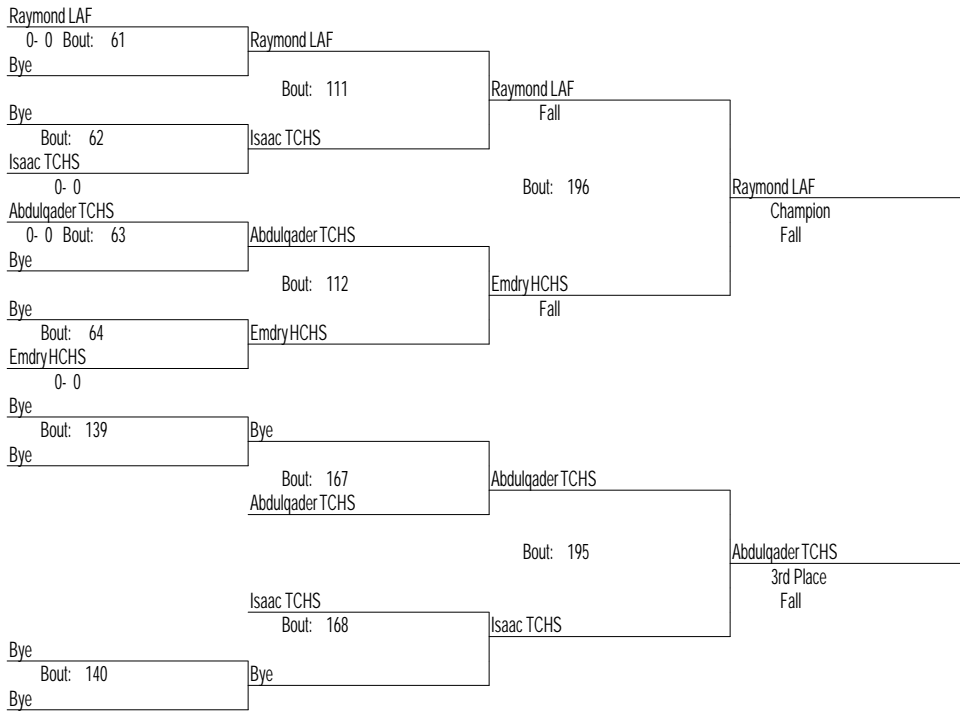 Raymond LAF
0- 0 Bout: 61 Raymond LAF
Bye
Bout: 111 Raymond LAF
Bye Fall
Bout: 62 Isaac TCHS
Isaac TCHS
0- 0 Bout: 196 Raymond LAF
Abdulqader TCHS Champion
0- 0 Bout: 63 Abdulqader TCHS Fall
Bye
Bout: 112 Emdry HCHS
Bye Fall
Bout: 64 Emdry HCHS
Emdry HCHS
0- 0
Bye
Bout: 139 Bye
Bye
Bout: 167 Abdulqader TCHS
Abdulqader TCHS
Bout: 195 Abdulqader TCHS
3rd Place
Isaac TCHS Fall
Bout: 168 Isaac TCHS
Bye
Bout: 140 Bye
Bye